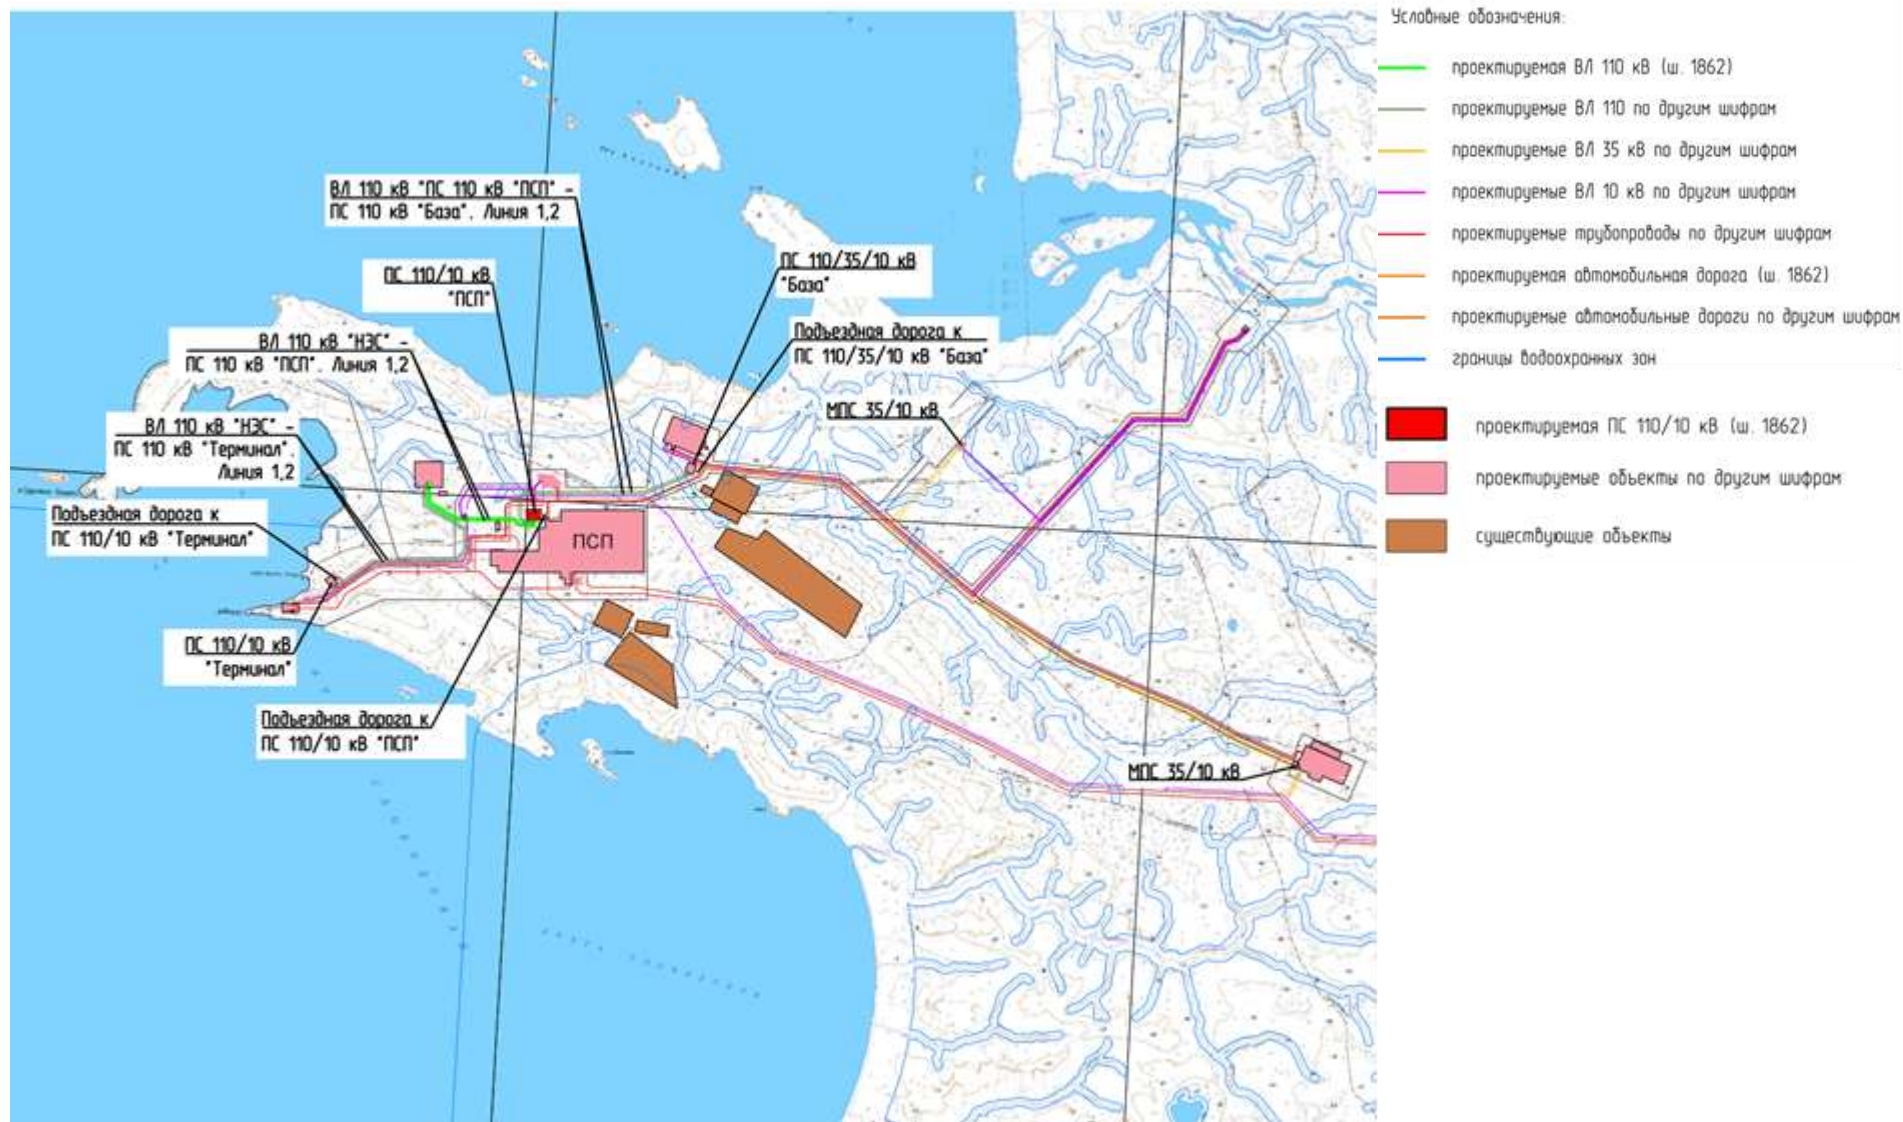 ВЛ 110 кВ "ПС 110 кВ "ПСП" -
ПС 110 кВ "База". Линия 1,2
ПС 110/10 кВ
"ПСП"
ВЛ 110 кВ "НЭС" -
ПС 110 кВ "ПСП". Линия 1,2
ВЛ 110 кВ "НЭС" -
ПС 110 кВ "Терминал".
Линия 1,2
Подъездная дорога к
ПС 110/10 кВ "Терминал"
ПС 110/10 кВ
"Терминал"
Подъездная дорога к
ПС 110/10 кВ "ПСП"
ПС 110/35/10 кВ
"База"
Подъездная дорога к
ПС 110/35/10 кВ "База"
МПС 35/10 кВ
ПСП
МПС 35/10 кВ
Условные обозначения:
проектируемая ВЛ 110 кВ (ш. 1862)
проектируемые ВЛ 110 по другим шифрам
проектируемые ВЛ 35 кВ по другим шифрам
проектируемые ВЛ 10 кВ по другим шифрам
проектируемые трубопроводы по другим шифрам
проектируемая автомобильная дорога (ш. 1862)
проектируемые автомобильные дороги по другим шифрам
границы водоохранных зон
проектируемая ПС 110/10 кВ (ш. 1862)
проектируемые объекты по другим шифрам
существующие объекты